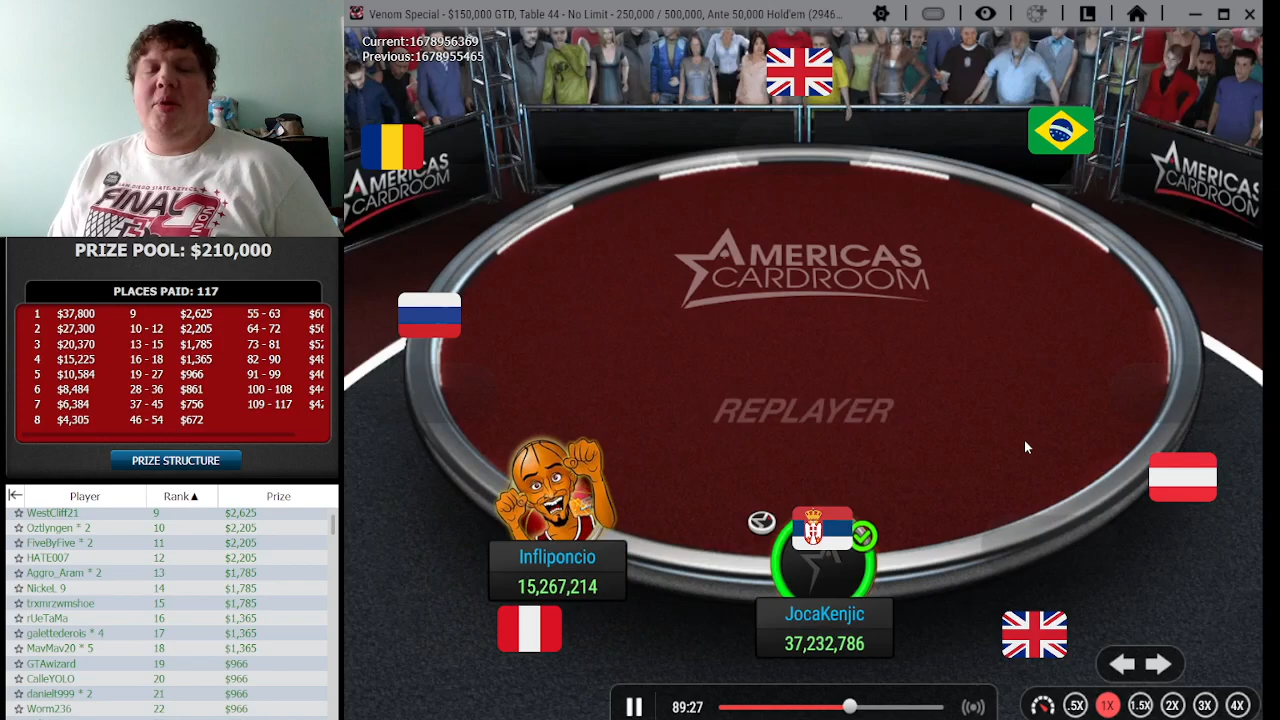 Venom Special - $150,000 GTD, Table 44 - No Limit - 250,000 / 500,000, Ante 50,000 Hold'em (2946...
Current:1678956369
Previous:1678955465
SAN DIEGO STATE AZTECS
FINAL
AMERICAS
CARDROOM
AMERICAS
CARDROOM
AMERICAS
CARDROOM
REPLAYER
PRIZE POOL: $210,000
PLACES PAID: 117
1 $37,800 9 $2,625 55 - 63
2 $27,300 10 - 12 $2,205 64 - 72
3 $20,370 13 - 15 $1,785 73 - 81
4 $15,225 16 - 18 $1,365 82 - 90
5 $10,584 19 - 27 $966 91 - 99
6 $8,484 28 - 36 $861 100 - 108
7 $6,384 37 - 45 $756 109 - 117
8 $4,305 46 - 54 $672
PRIZE STRUCTURE
Player Rank▲ Prize
WestCliff21 9 $2,625
Oztlyngen * 2 10 $2,205
FiveByFive * 2 11 $2,205
HATE007 12 $2,205
Aggro_Aram * 2 13 $1,785
NickeL 9 14 $1,785
trxmrzwmshoe 15 $1,785
rUeTaMa 16 $1,365
galettederois * 4 17 $1,365
MavMav20 * 5 18 $1,365
GTAwizard 19 $966
CalleYOLO 20 $966
danielt999 * 2 21 $966
Worm236 22 $966
Infliponcio
15,267,214
JocaKenjic
37,232,786
89:27
.5X 1X 1.5X 2X 3X 4X